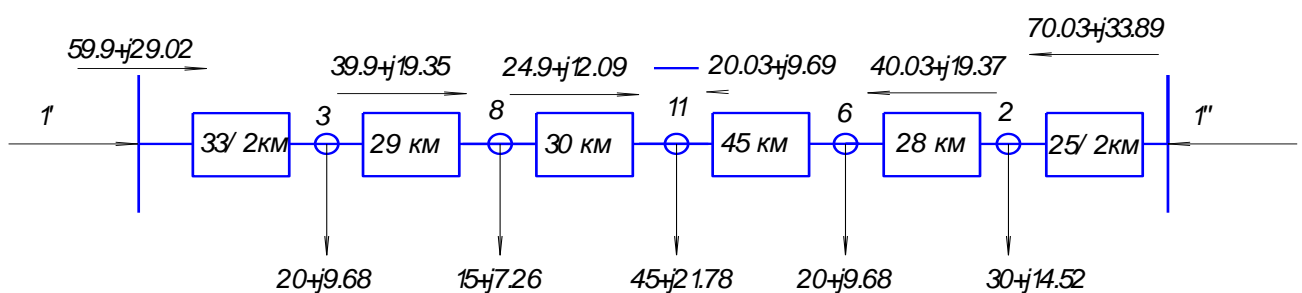 59.9+j29.02
39.9+j19.35
24.9+j12.09
20.03+j9.69
40.03+j19.37
70.03+j33.89
1'
3
8
11
6
2
1"
33/ 2км
29 км
30 км
45 км
28 км
25/ 2км
20+j9.68
15+j7.26
45+j21.78
20+j9.68
30+j14.52